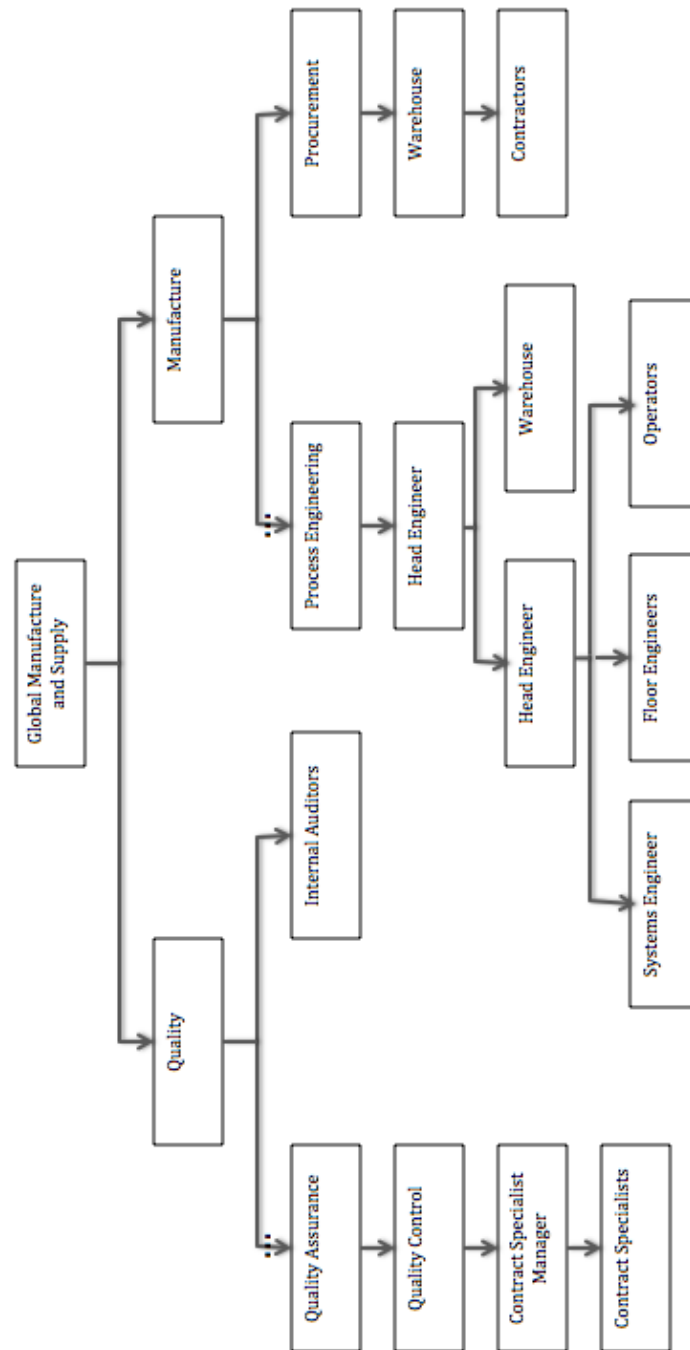 Global Manufacture
and Supply
Quality
Manufacture
Quality Assurance
Internal Auditors
Process Engineering
Procurement
Quality Control
Head Engineer
Warehouse
Contract Specialist
Manager
Head Engineer
Warehouse
Contractors
Contract Specialists
Systems Engineer
Floor Engineers
Operators